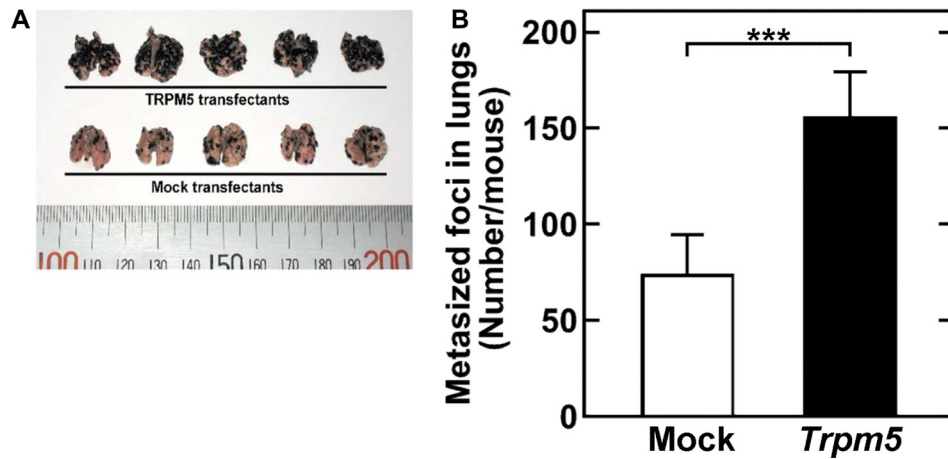 A
TRPM5 transfectants
Mock transfectants
100 110 120 130 140 150 160 170 180 190 200
B
Metasized foci in lungs
(Number/mouse)
200
150
100
50
0
***
Mock Trpm5